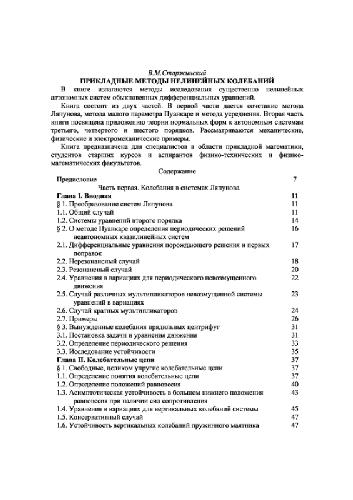 В.М.Старжинский
ПРИКЛАДНЫЕ МЕТОДЫ НЕЛИНЕЙНЫХ КОЛЕБАНИЙ
В книге излагаются методы исследования существенно нелинейных
автономных систем обыкновенных дифференциальных уравнений.
Книга состоит из двух частей. В первой части дается сочетание метода
Ляпунова, метода малого параметра Пуанкаре и метода усреднения. Вторая часть
книги посвящена приложению теории нормальных форм к автономным системам
третьего, четвертого и шестого порядков. Рассматриваются механические,
физические и электромеханические примеры.
Книга предназначена для специалистов в области прикладной математики,
студентов старших курсов и аспирантов физико-технических и физико-
математических факультетов.
Содержание
Предисловие 7
Часть первая. Колебания в системах Ляпунова
Глава I. Вводная 11
§ 1. Преобразование систем Ляпунова 11
1.1. Общий случай 11
1.2. Системы уравнений второго порядка 14
§ 2. О методе Пуанкаре определения периодических решений 16
неавтономных квазилинейных систем
2.1. Дифференциальные уравнения порождающего решения и первых 17
поправок
2.2. Нерезонансный случай 18
2.3. Резонансный случай 20
2.4. Уравнения в вариациях для периодического невозмущенного 22
движения
2.5. Случай различных мультипликаторов невозмущенной системы 23
уравнений в вариациях
2.6. Случай кратных мультипликаторов 24
2.7. Примеры 26
§ 3. Вынужденные колебания прядильных центрифуг 31
3.1. Постановка задачи и уравнения движения 31
3.2. Определение периодического решения 33
3.3. Исследование устойчивости 35
Глава II. Колебательные цепи 37
§ 1. Свободные, целиком упругие колебательные цепи 37
1.1. Определение понятия колебательной цепи 37
1.2. Определение положений равновесия 40
1.3. Асимптотическая устойчивость в большем нижнего положения 43
равновесия при наличии сил сопротивления
1.4. Уравнения в вариациях для вертикальных колебаний системы 45
1.5. Консервативный случай 47
1.6. Устойчивость вертикальных колебаний пружинного маятника 47